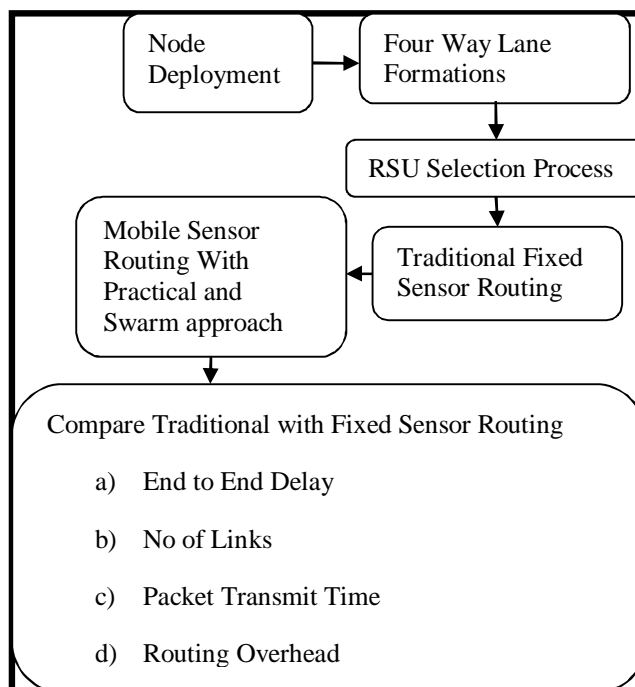 Node
Deployment
Four Way Lane
Formations
RSU Selection Process
Traditional Fixed
Sensor Routing
Mobile Sensor
Routing With
Practical and
Swarm approach
Compare Traditional with Fixed Sensor Routing
a) End to End Delay
b) No of Links
c) Packet Transmit Time
d) Routing Overhead